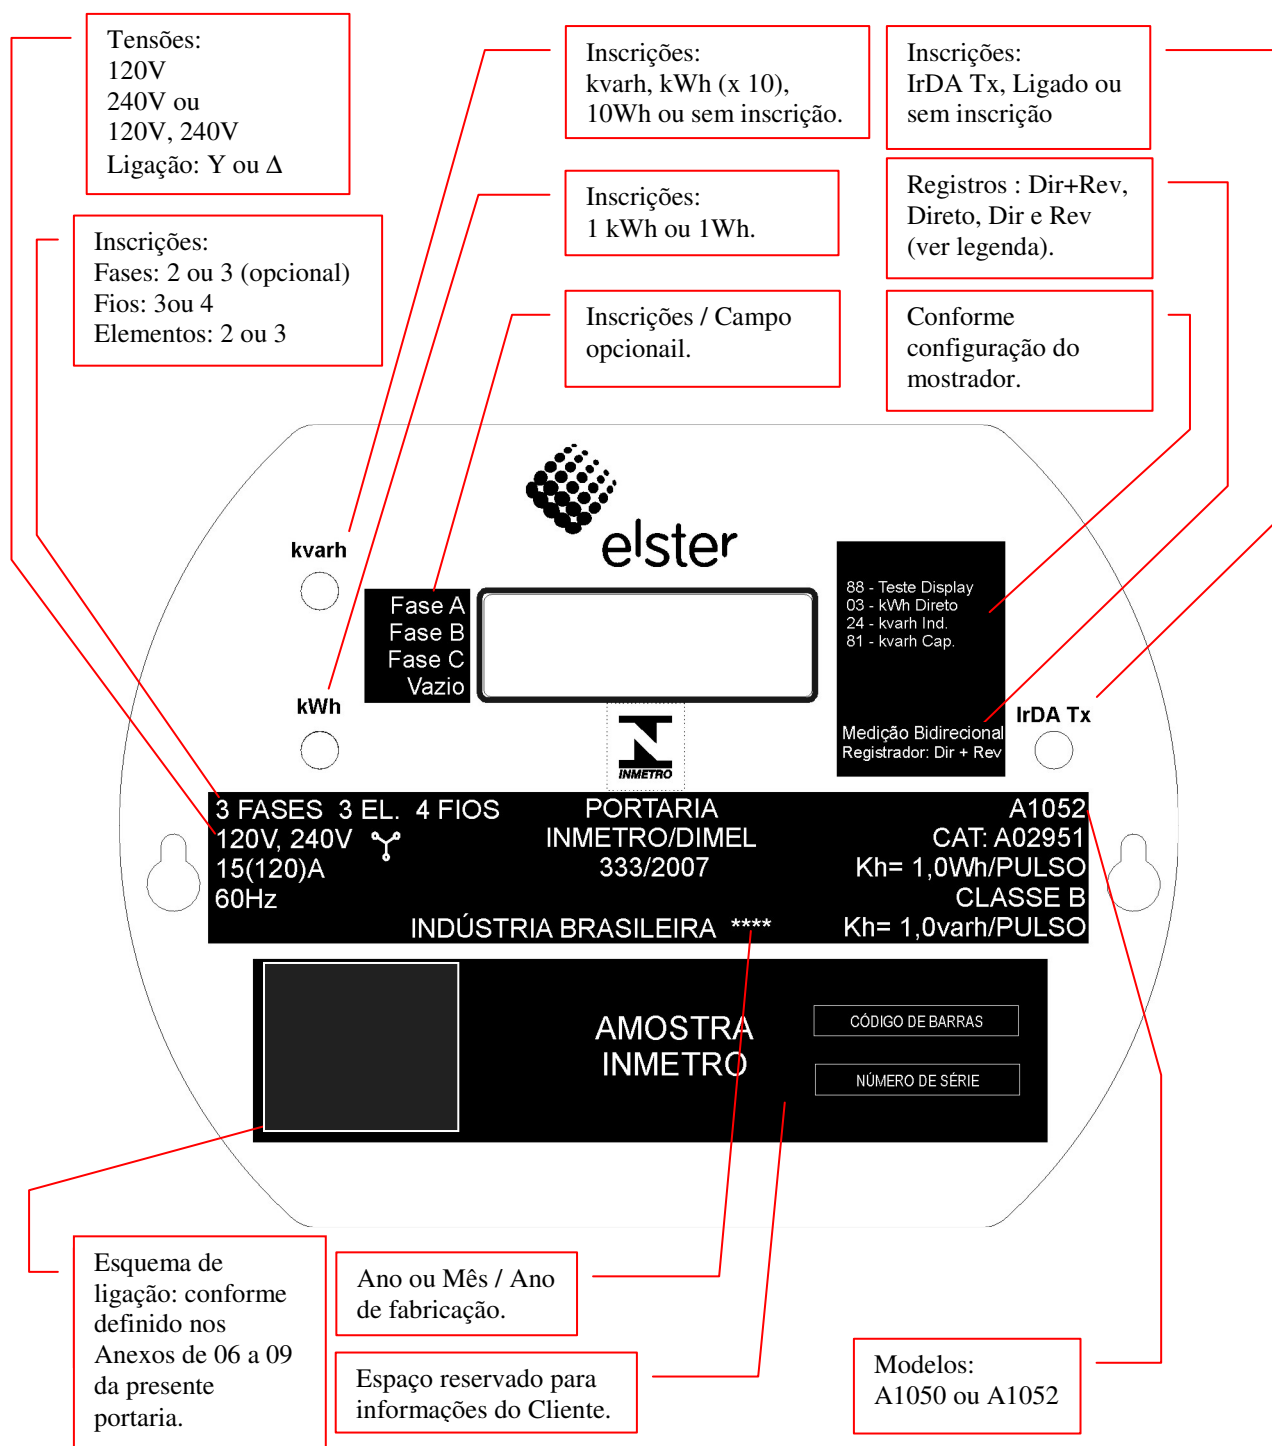 Tensões:
120V
240V ou
120V, 240V
Ligação: Y ou Δ
Inscrições:
kvarh, kWh (x 10),
10Wh ou sem inscrição.
Inscrições:
IrDA Tx, Ligado ou
sem inscrição
Inscrições:
1 kWh ou 1Wh.
Registros : Dir+Rev,
Direto, Dir e Rev
(ver legenda).
Inscrições:
Fases: 2 ou 3 (opcional)
Fios: 3ou 4
Elementos: 2 ou 3
Inscrições / Campo
opcionail.
Conforme
configuração do
mostrador.
elster
kvarh
Fase A
Fase B
Fase C
Vazio
88 - Teste Display
03 - kWh Direto
24 - kvarh Ind.
81 - kvarh Cap.
kWh
INMETRO
Medição Bidirecional
Registrador: Dir + Rev
IrDA Tx
3 FASES 3 EL. 4 FIOS
120V, 240V
15(120)A
60Hz
PORTARIA
INMETRO/DIMEL
333/2007
INDÚSTRIA BRASILEIRA ****
A1052
CAT: A02951
Kh= 1,0Wh/PULSO
CLASSE B
Kh= 1,0varh/PULSO
AMOSTRA
INMETRO
CÓDIGO DE BARRAS
NÚMERO DE SÉRIE
Esquema de
ligação: conforme
definido nos
Anexos de 06 a 09
da presente
portaria.
Ano ou Mês / Ano
de fabricação.
Espaço reservado para
informações do Cliente.
Modelos:
A1050 ou A1052